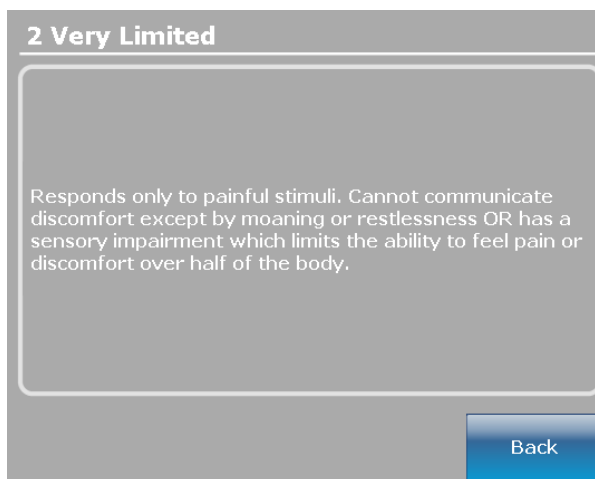 2 Very Limited
Responds only to painful stimuli. Cannot communicate
discomfort except by moaning or restlessness OR has a
sensory impairment which limits the ability to feel pain or
discomfort over half of the body.
Back